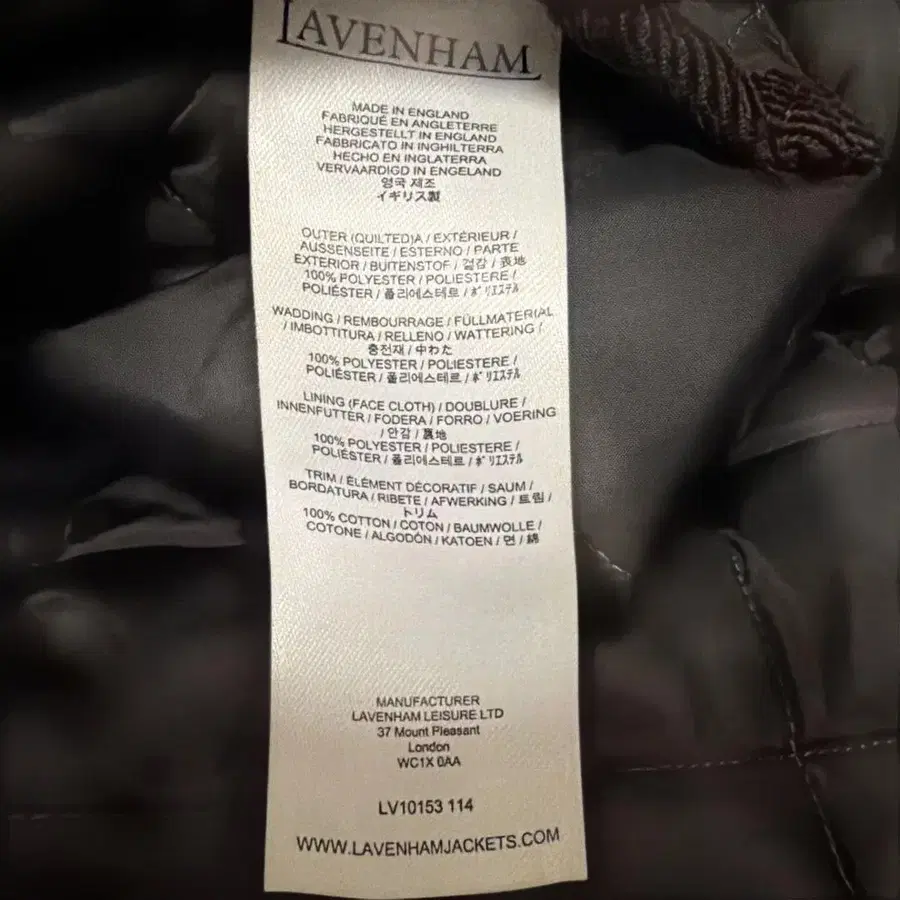 LAVENHAM
MADE IN ENGLAND
FABRIQUÉ EN ANGLETERRE
HERGESTELLT IN ENGLAND
FABBRICATO IN INGHILTERRA
HECHO EN INGLATERRA
VERVAARDIGD IN ENGELAND
영국 제조
イギリス製
OUTER (QUILTED)A / EXTÉRIEUR /
AUSSENSEITE / ESTERNO / PARTE
EXTERIOR / BUITENSTOF / 겉감 / 表地
100% POLYESTER / POLIESTERE /
POLIÉSTER /폴리에스테르 / ﾎﾟﾘｴｽﾃﾙ
WADDING / REMBOURRAGE / FÜLLMATERIAL
/ IMBOTTITURA / RELLENO / WATTERING /
충전재 / 中わた
100% POLYESTER / POLIESTERE /
POLIÉSTER / 폴리에스테르 / ﾎﾟﾘｴｽﾃﾙ
LINING (FACE CLOTH) / DOUBLURE /
INNENFUTTER / FODERA / FORRO / VOERING
/ 안감 / 裏地
100% POLYESTER / POLIESTERE /
POLIÉSTER / 폴리에스테르 / ﾎﾟﾘｴｽﾃﾙ
TRIM / ÉLÉMENT DÉCORATIF / SAUM /
BORDATURA / RIBETE / AFWERKING / 트림 /
トリム
100% COTTON / COTON / BAUMWOLLE /
COTONE / ALGODÓN / KATOEN / 면 / 綿
MANUFACTURER
LAVENHAM LEISURE LTD
37 Mount Pleasant
London
WC1X 0AA
LV10153 114
WWW.LAVENHAMJACKETS.COM